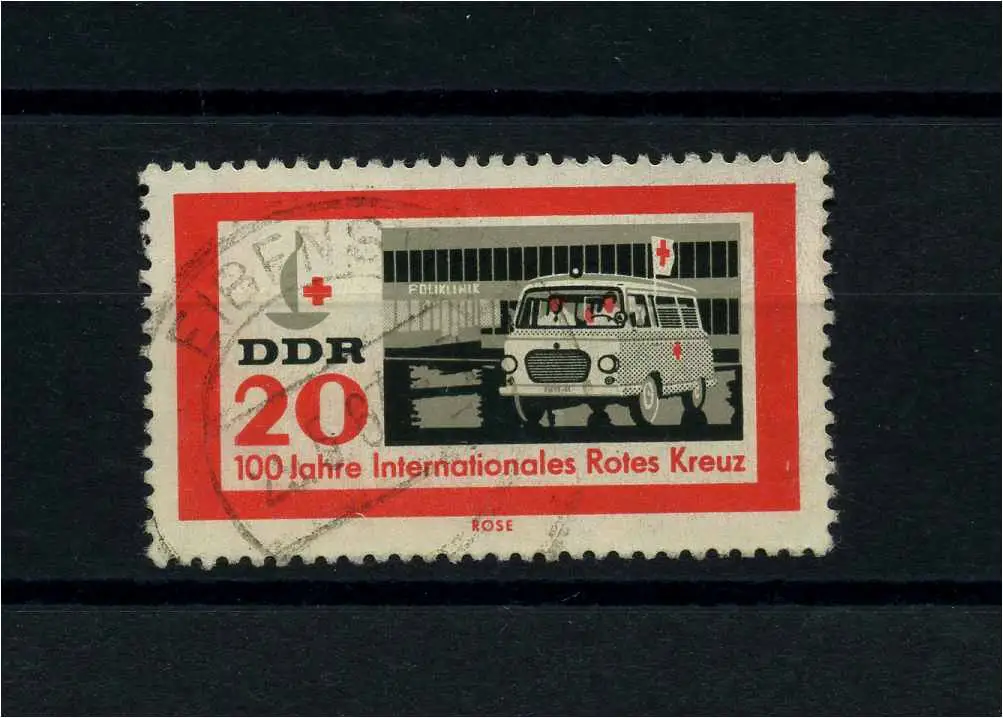 POLIKLINIK
DDR
20
100 Jahre Internationales Rotes Kreuz
ROSE